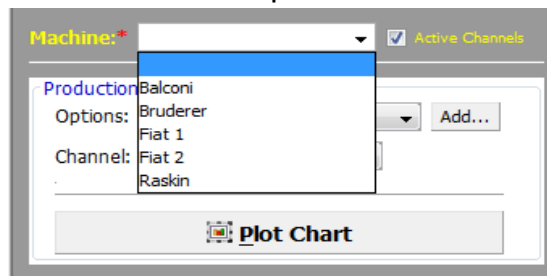 Machine:* Active Channels
Production
Balconi
Options: Bruderer Add...
Fiat 1
Channel: Fiat 2
Raskin
Plot Chart